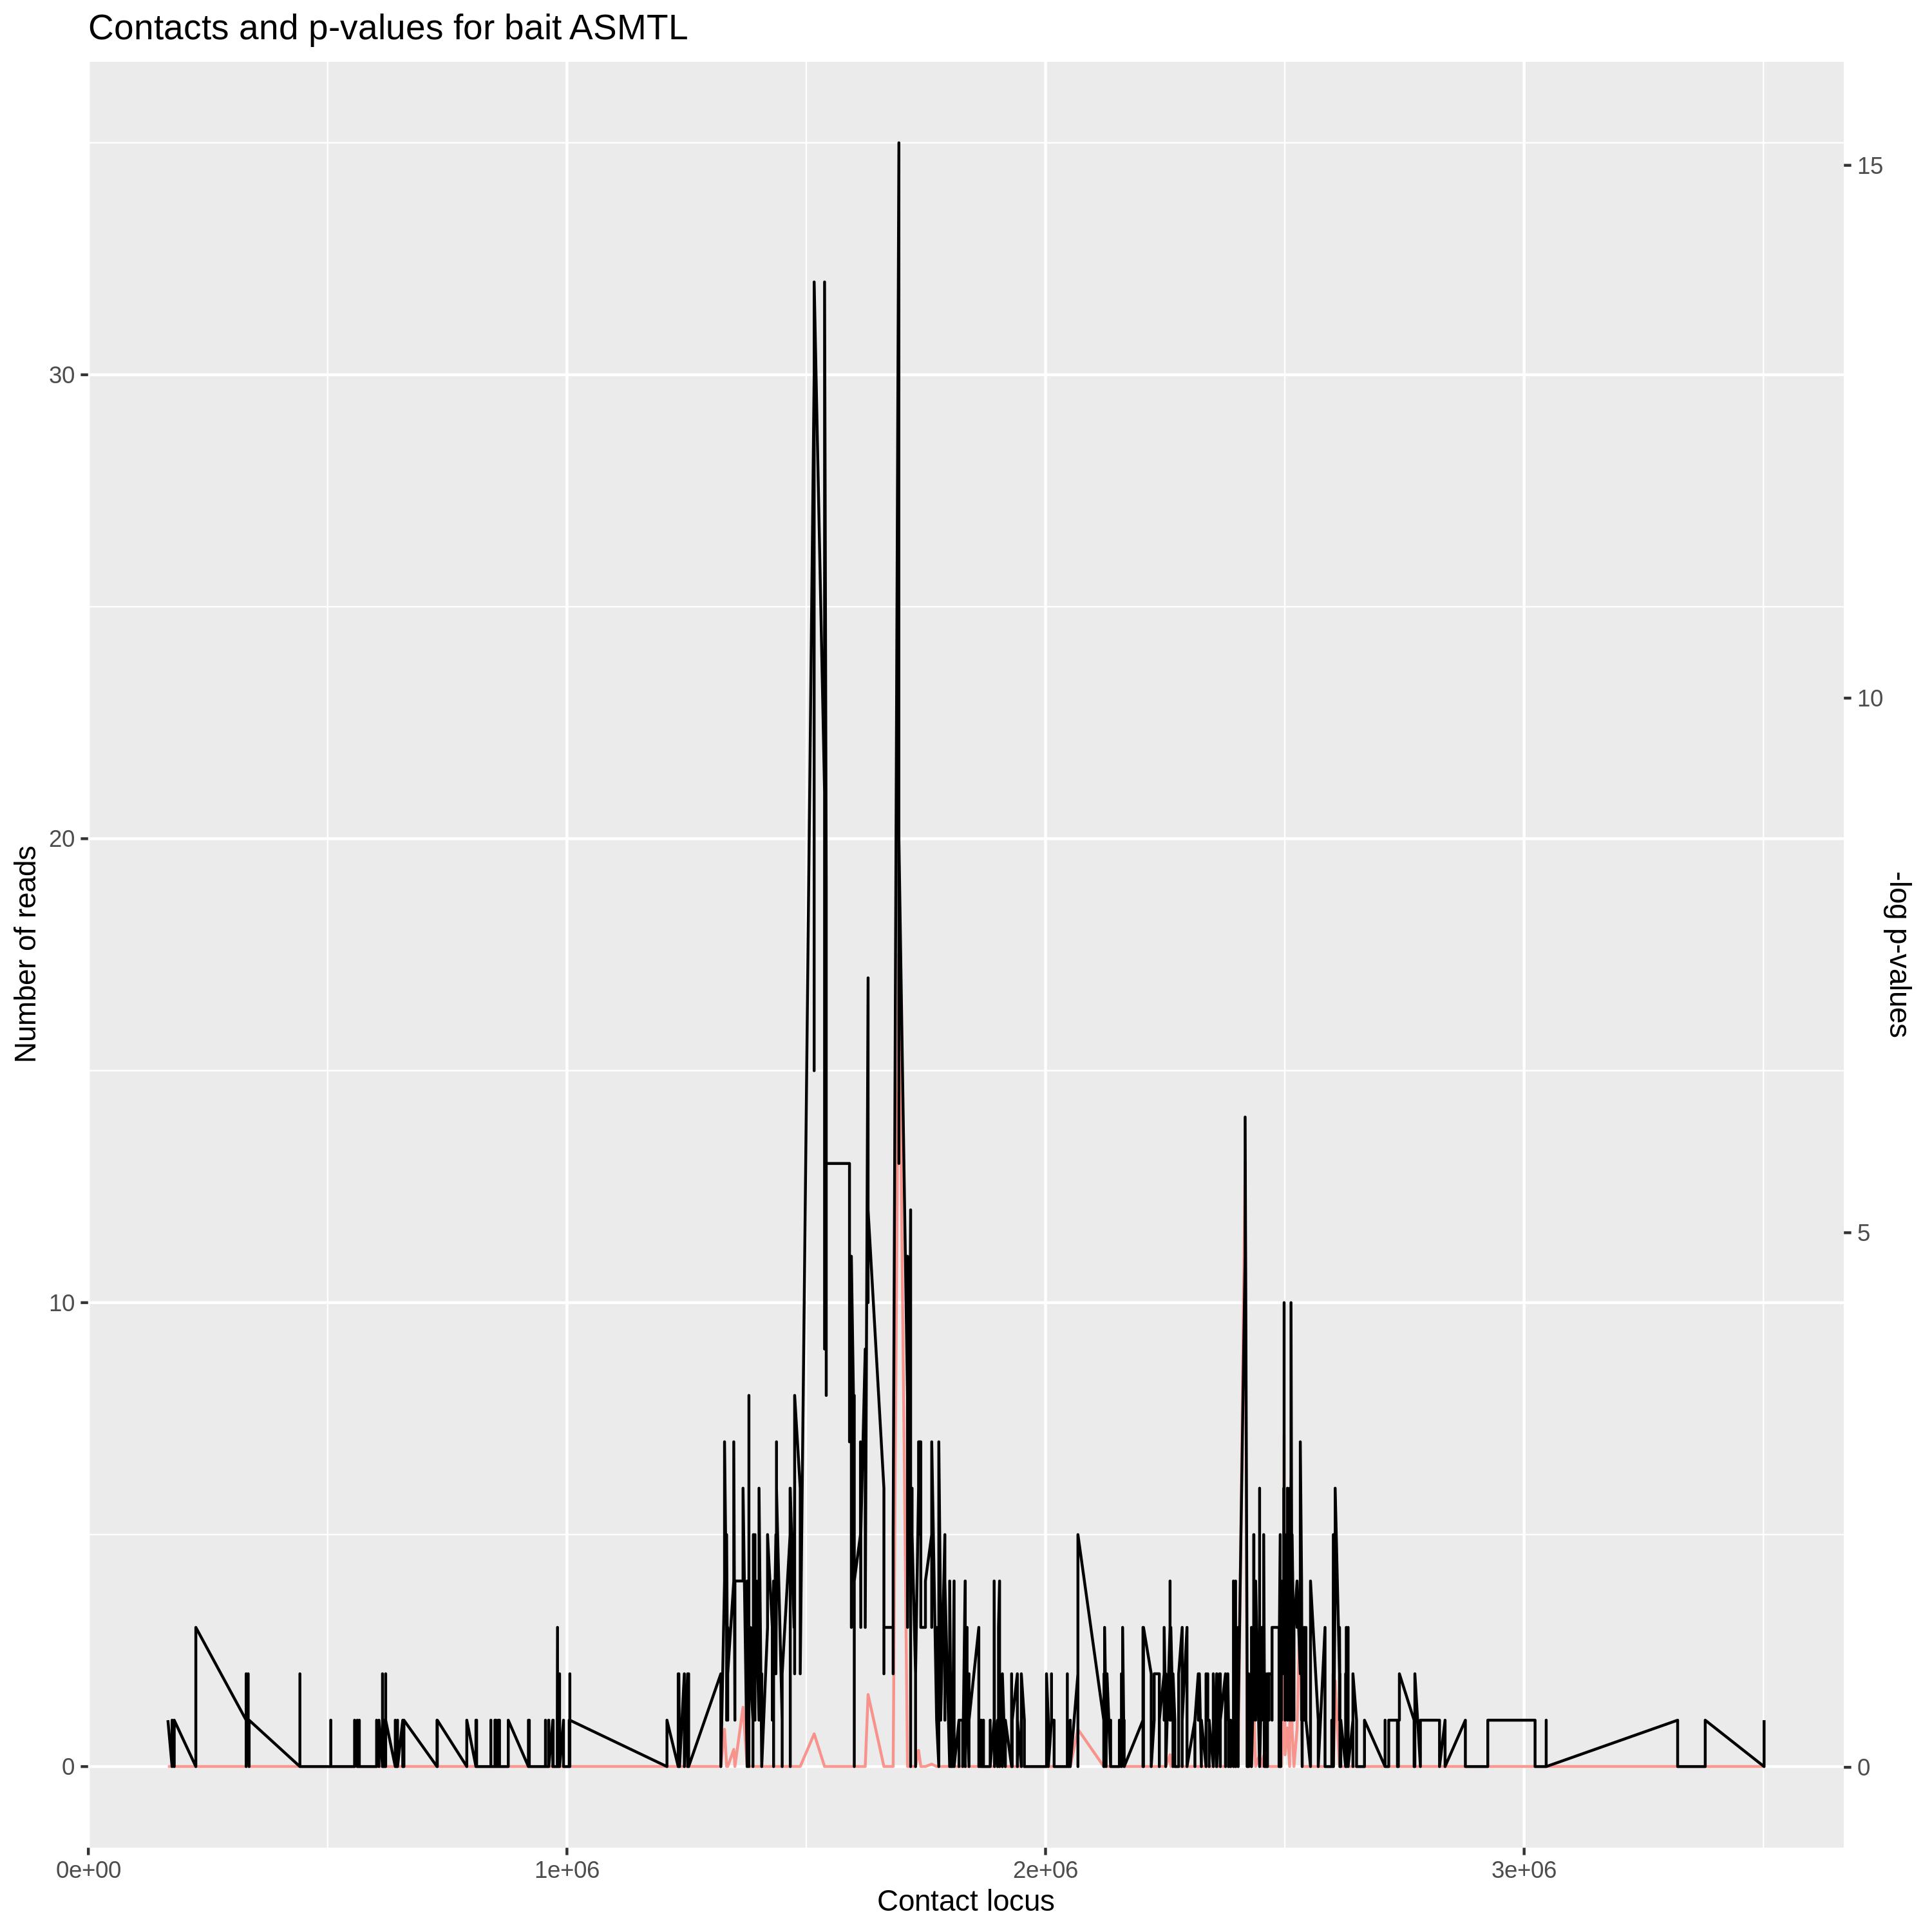 Contacts and p-values for bait ASMTL
30
20
10
0
Number of reads
15
10
5
0
-log p-values
0e+00 1e+06 2e+06 3e+06
Contact locus